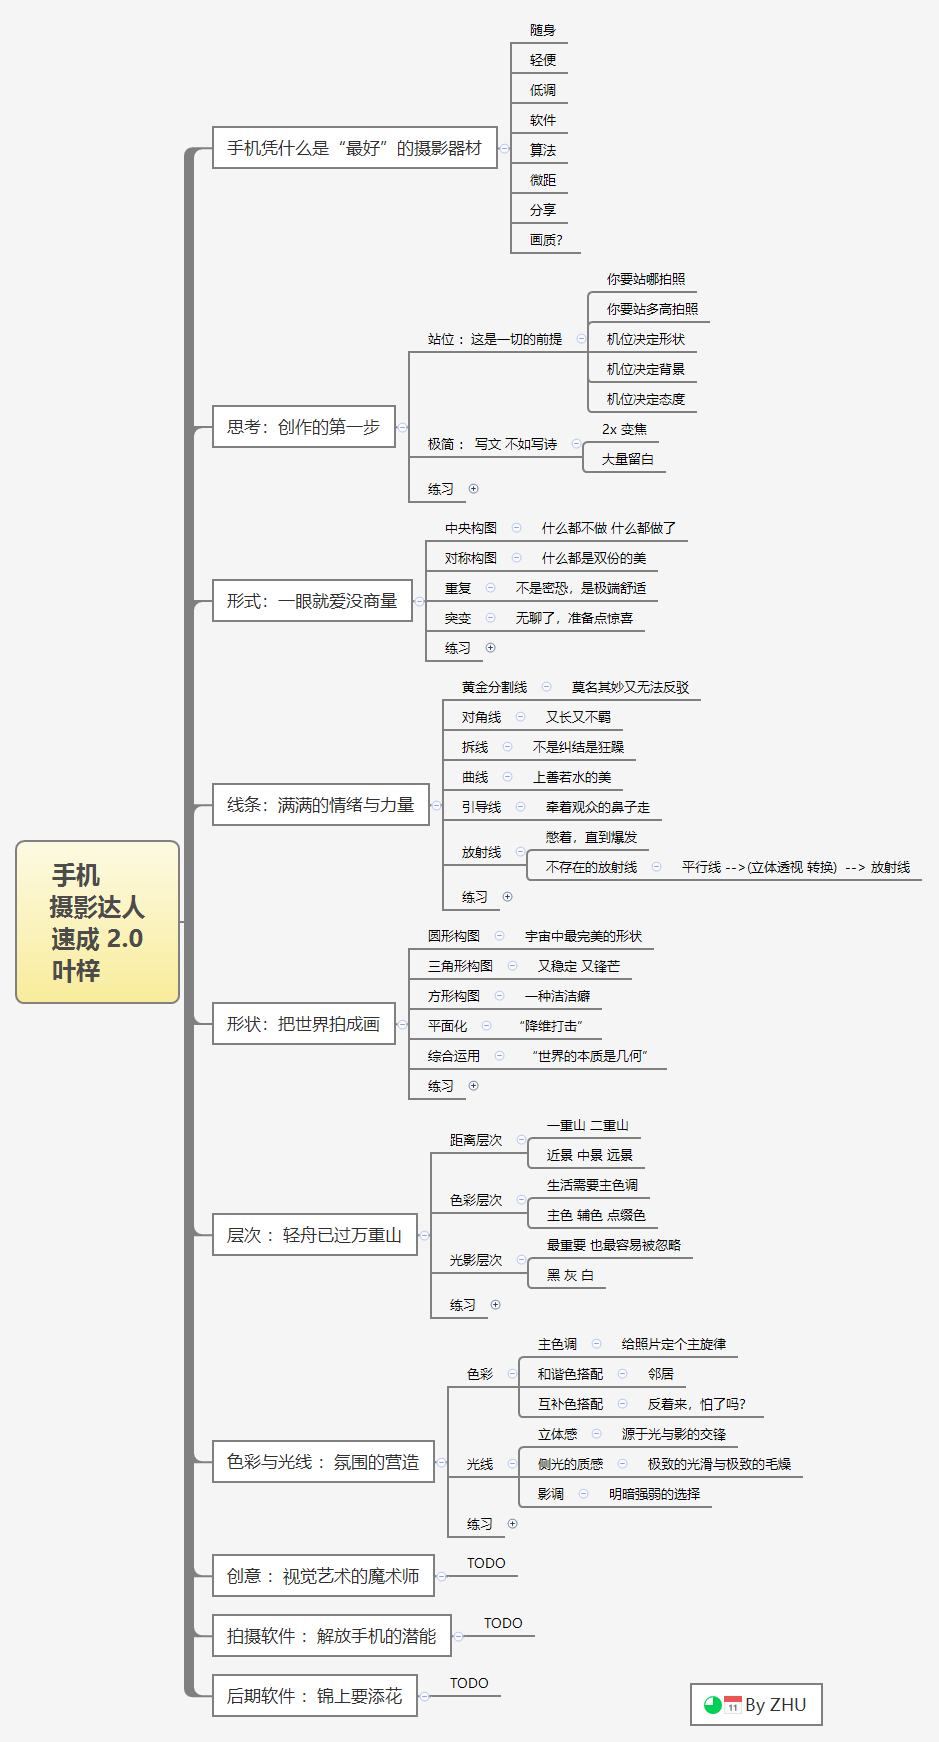 手机
摄影达人
速成 2.0
叶梓
手机凭什么是“最好”的摄影器材
随身
轻便
低调
软件
算法
微距
分享
画质?
思考：创作的第一步
站位： 这是一切的前提
你要站哪拍照
你要站多高拍照
机位决定形状
机位决定背景
机位决定态度
极简： 写文 不如写诗
2x 变焦
大量留白
练习
形式：一眼就爱没商量
中央构图
什么都不做 什么都做了
对称构图
什么都是双份的美
重复
不是密恐，是极端舒适
突变
无聊了，准备点惊喜
练习
线条：满满的情绪与力量
黄金分割线
莫名其妙又无法反驳
对角线
又长又不羁
拆线
不是纠结是狂躁
曲线
上善若水的美
引导线
牵着观众的鼻子走
放射线
憋着，直到爆发
不存在的放射线
平行线 -->(立体透视 转换) --> 放射线
练习
形状：把世界拍成画
圆形构图
宇宙中最完美的形状
三角形构图
又稳定 又锋芒
方形构图
一种洁洁癖
平面化
“降维打击”
综合运用
“世界的本质是几何”
练习
层次： 轻舟已过万重山
距离层次
一重山 二重山
近景 中景 远景
色彩层次
生活需要主色调
主色 辅色 点缀色
光影层次
最重要 也最容易被忽略
黑 灰 白
练习
色彩与光线： 氛围的营造
色彩
主色调
给照片定个主旋律
和谐色搭配
邻居
互补色搭配
反着来，怕了吗?
光线
立体感
源于光与影的交锋
侧光的质感
极致的光滑与极致的毛燥
影调
明暗强弱的选择
练习
创意： 视觉艺术的魔术师
TODO
拍摄软件： 解放手机的潜能
TODO
后期软件： 锦上要添花
TODO
11 By ZHU